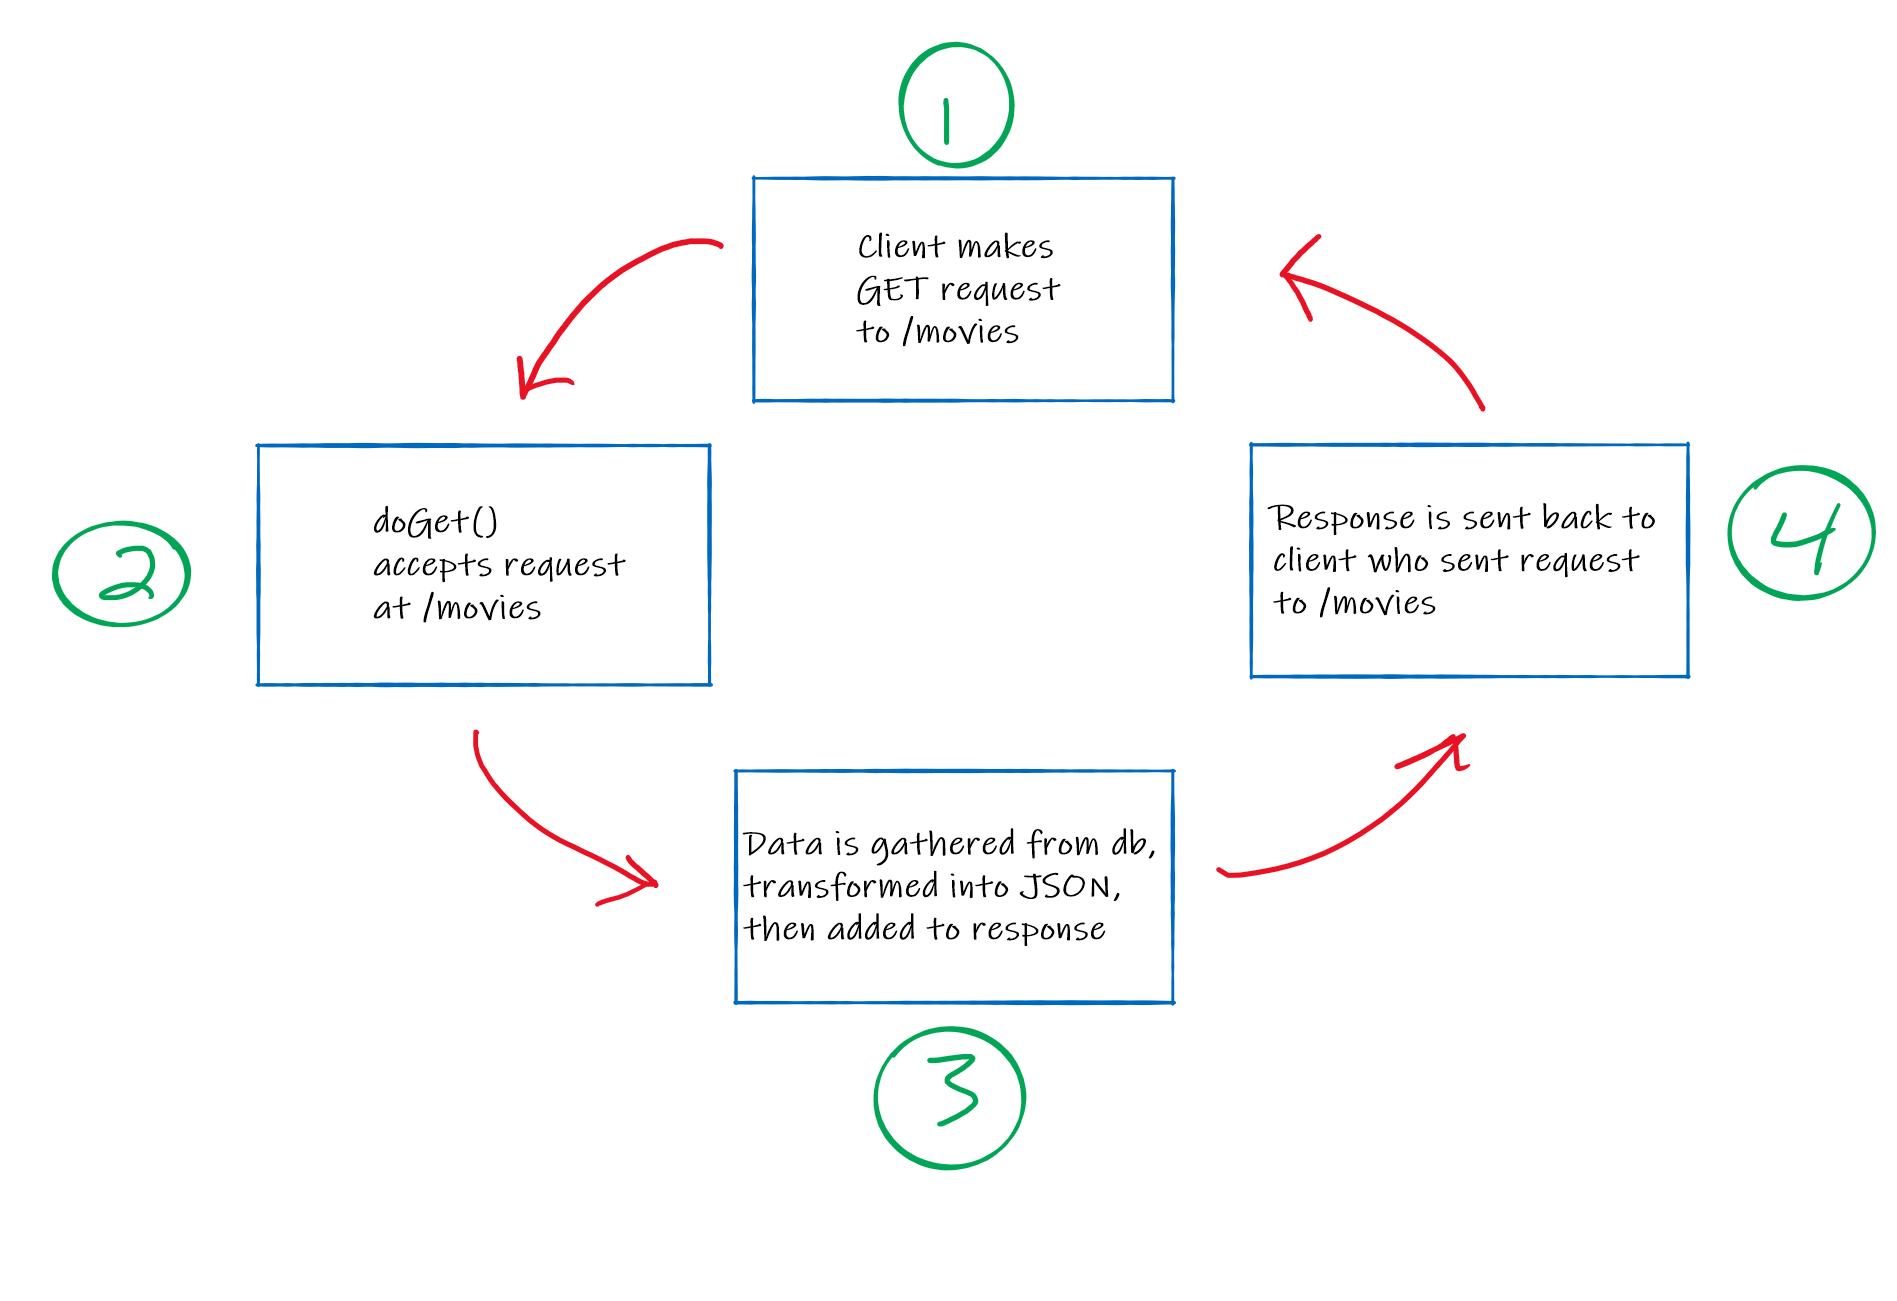 1
Client makes
GET request
to /movies
2
doGet()
accepts request
at /movies
3
Data is gathered from db,
transformed into JSON,
then added to response
4
Response is sent back to
client who sent request
to /movies